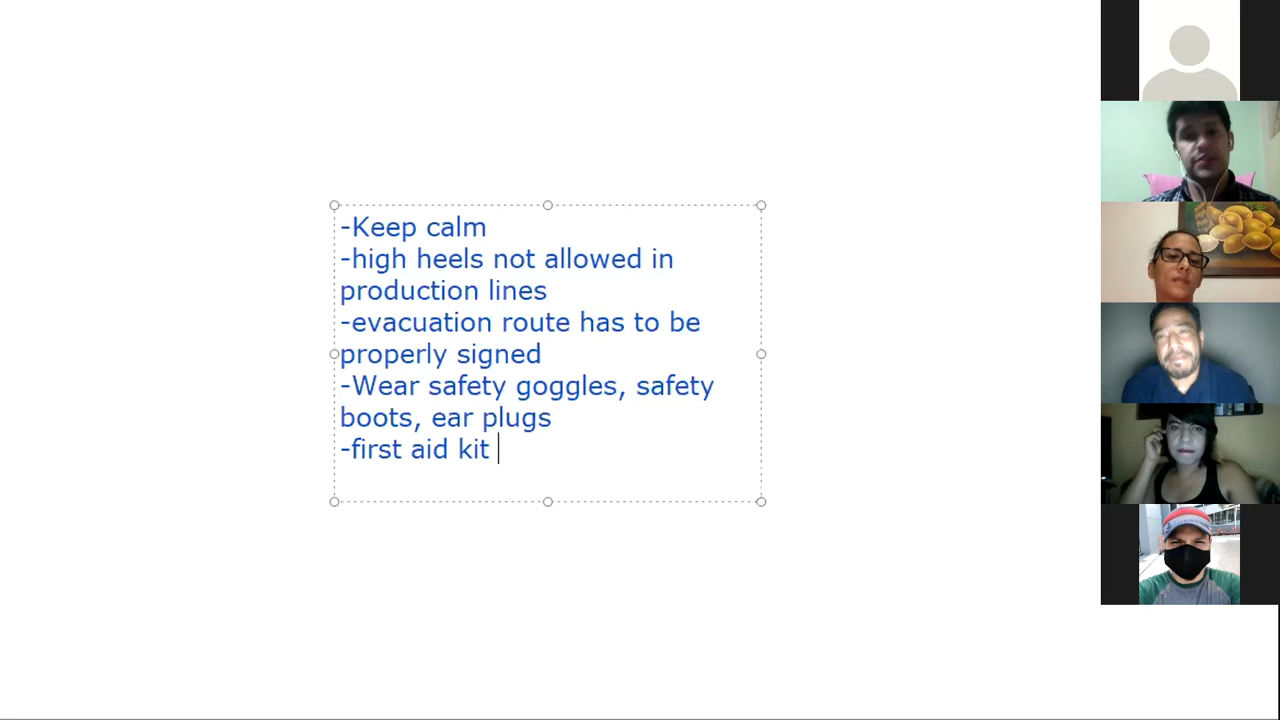 -Keep calm
-high heels not allowed in
production lines
-evacuation route has to be
properly signed
-Wear safety goggles, safety
boots, ear plugs
-first aid kit